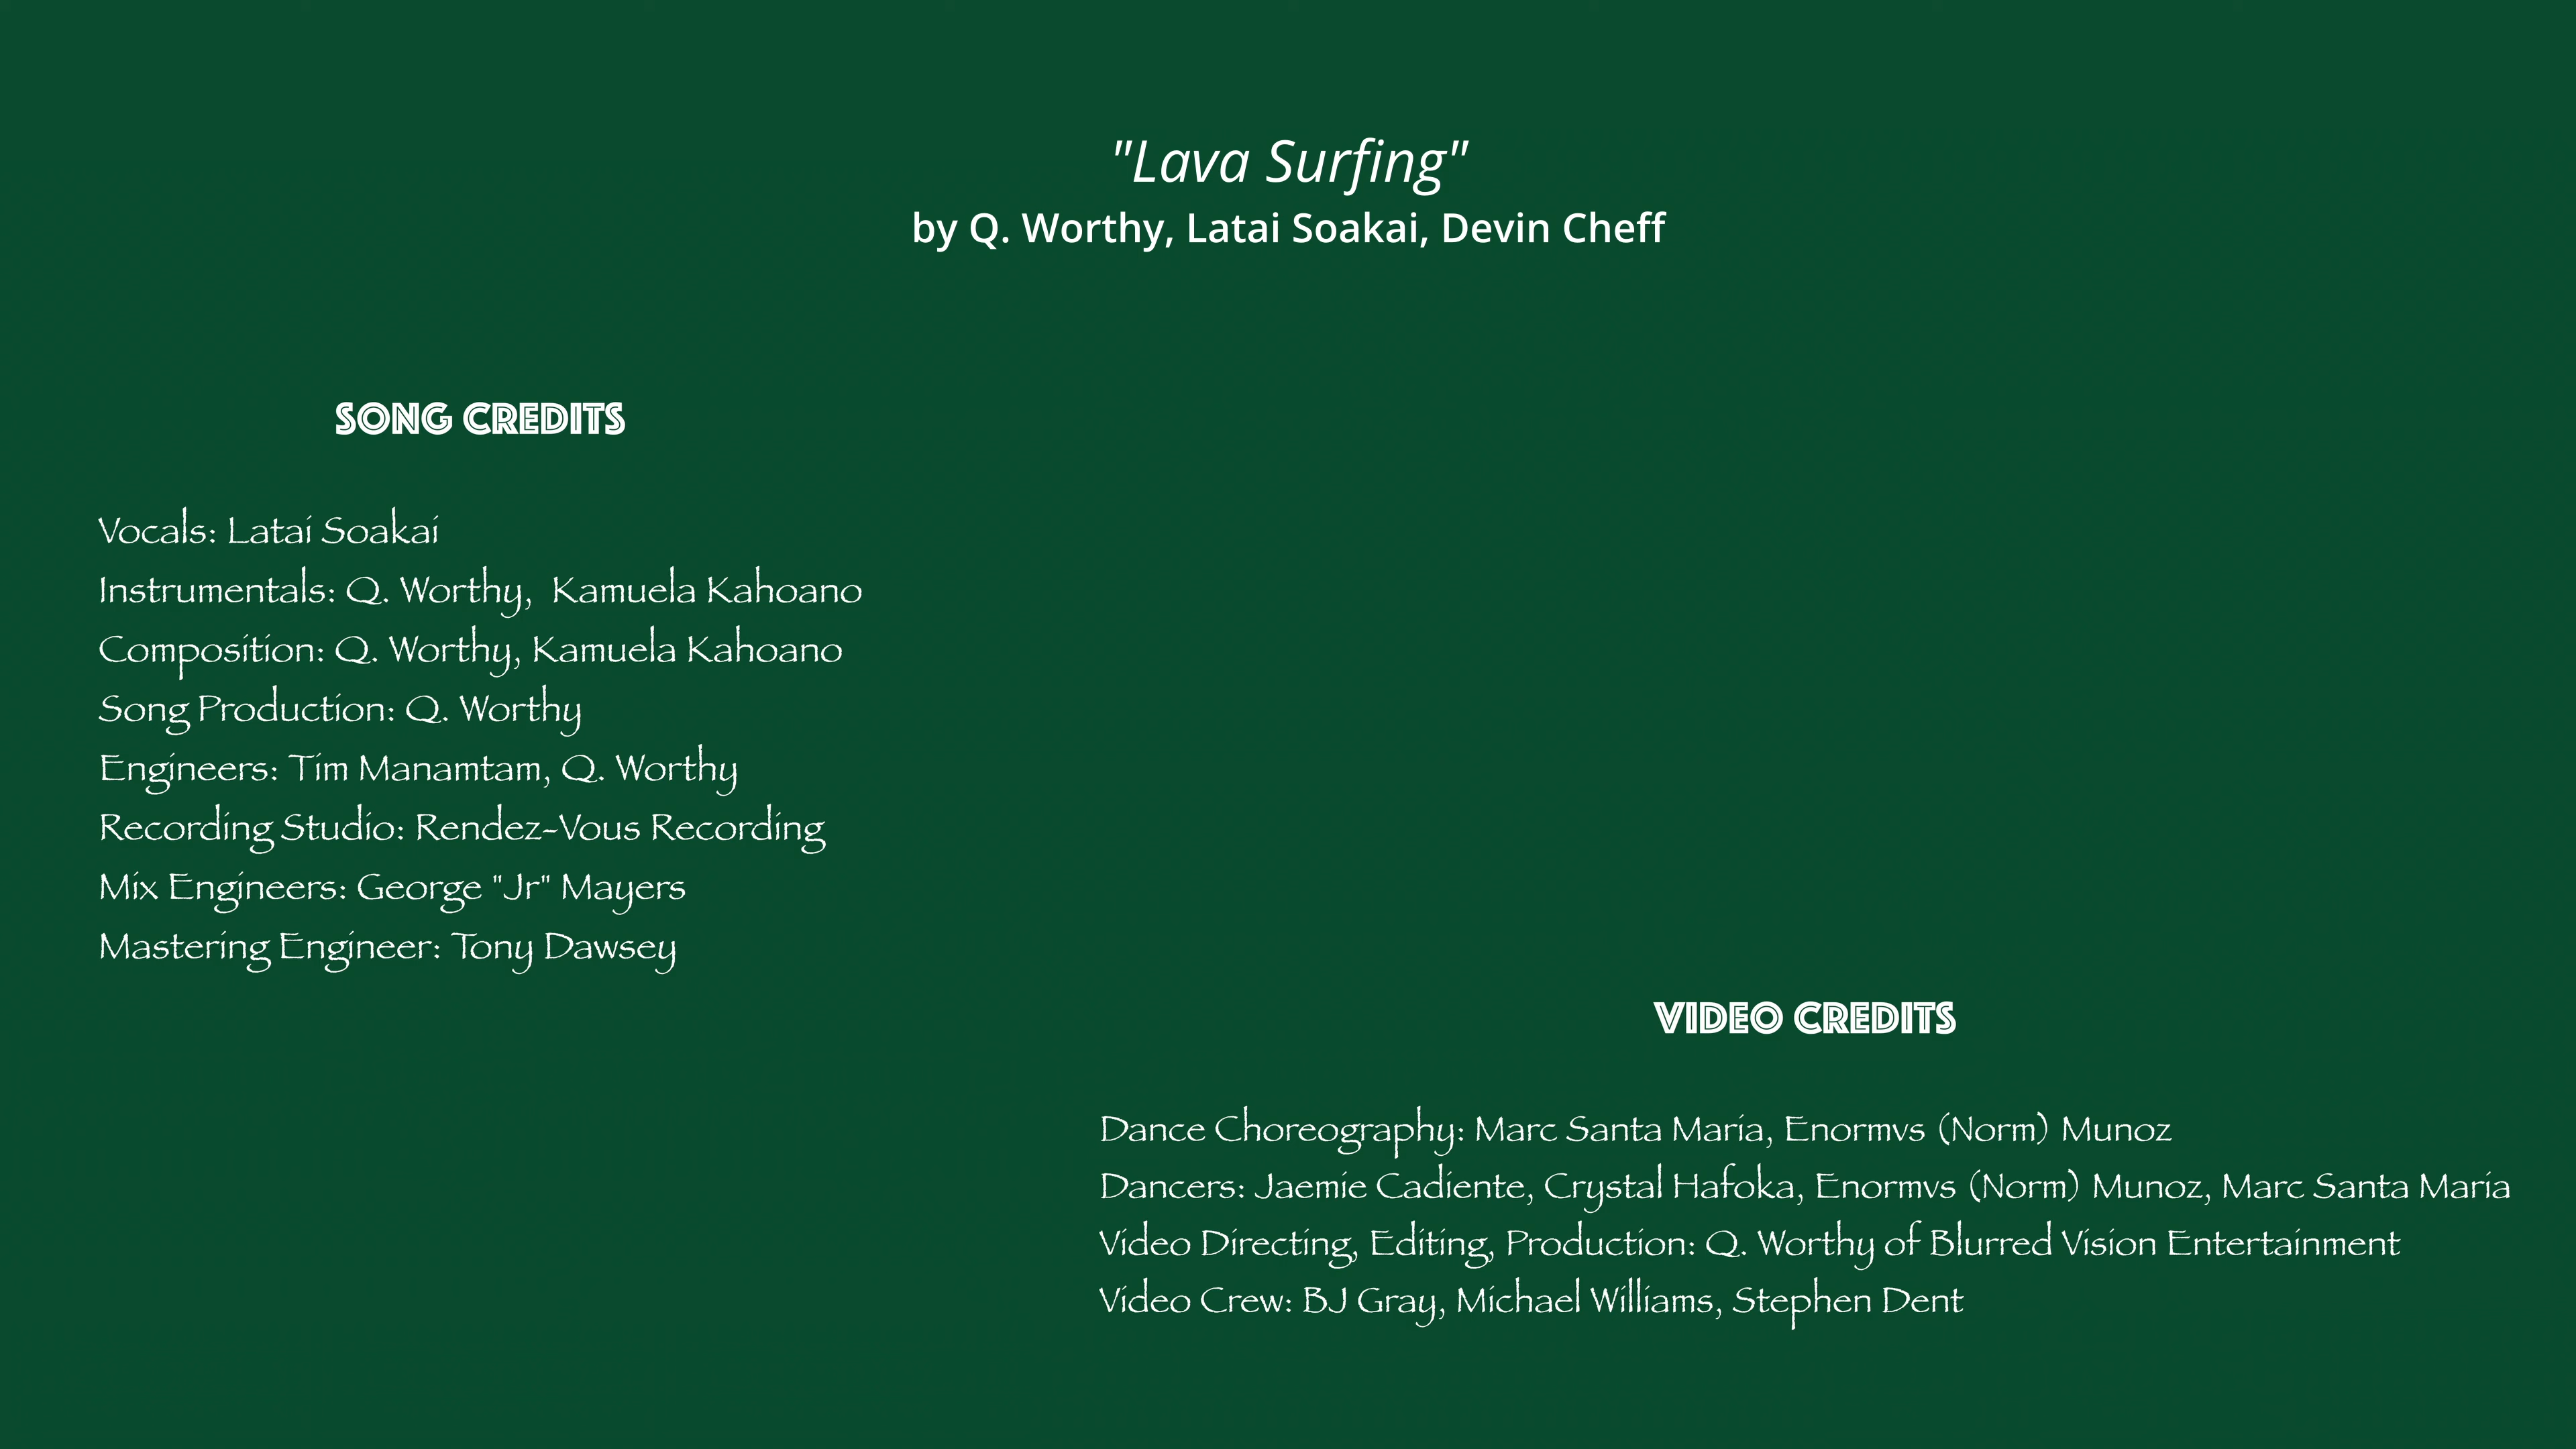 "Lava Surfing"
by Q. Worthy, Latai Soakai, Devin Cheff
SONG CREDITS
Vocals: Latai Soakai
Instrumentals: Q. Worthy, Kamuela Kahoano
Composition: Q. Worthy, Kamuela Kahoano
Song Production: Q. Worthy
Engineers: Tim Manamtam, Q. Worthy
Recording Studio: Rendez-Vous Recording
Mix Engineers: George "Jr" Mayers
Mastering Engineer: Tony Dawsey
VIDEO CREDITS
Dance Choreography: Marc Santa Maria, Enormvs (Norm) Munoz
Dancers: Jaemie Cadiente, Crystal Hafoka, Enormvs (Norm) Munoz, Marc Santa Maria
Video Directing, Editing, Production: Q. Worthy of Blurred Vision Entertainment
Video Crew: BJ Gray, Michael Williams, Stephen Dent